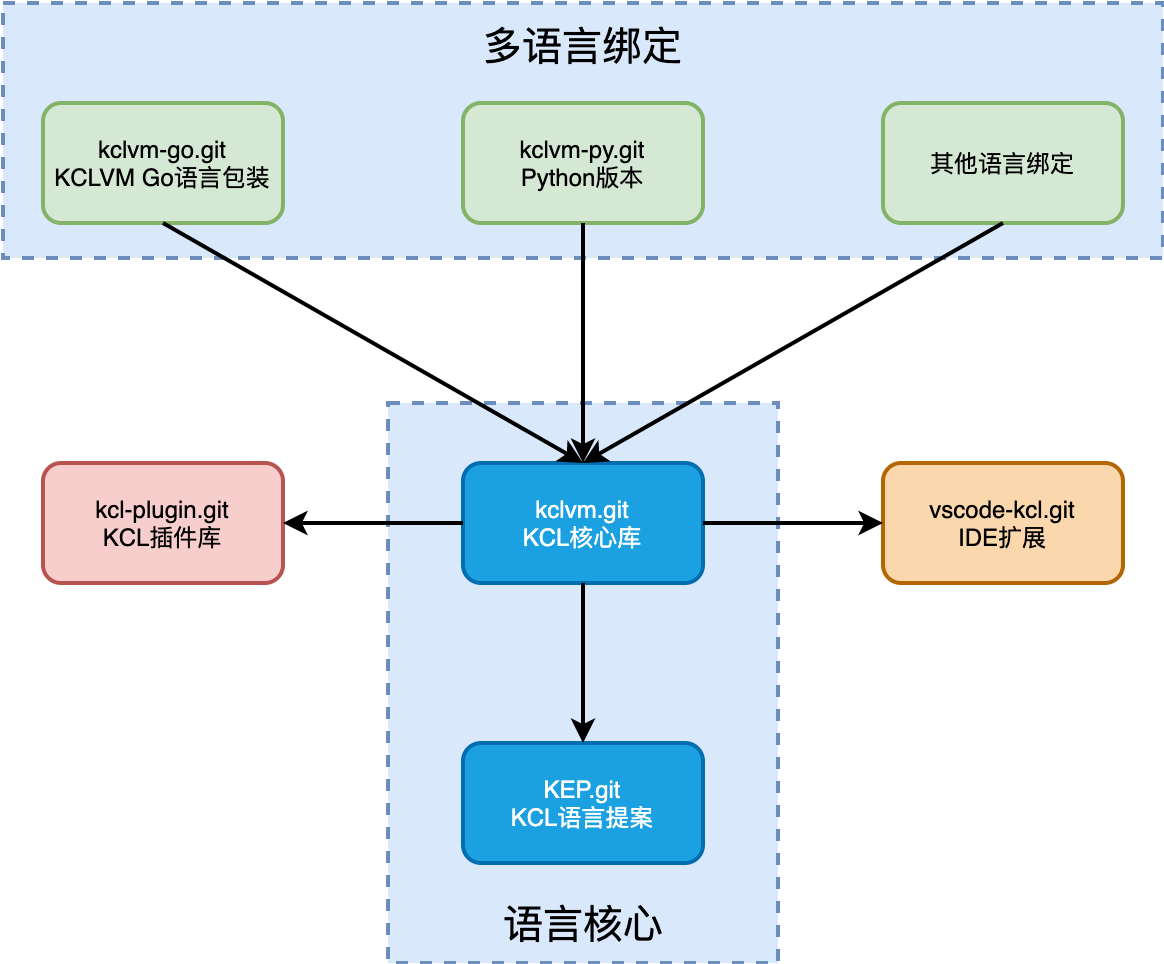 多语言绑定
kclvm-go.git
KCLVM Go语言包装
kclvm-py.git
Python版本
其他语言绑定
kcl-plugin.git
KCL插件库
kclvm.git
KCL核心库
vscode-kcl.git
IDE扩展
KEP.git
KCL语言提案
语言核心